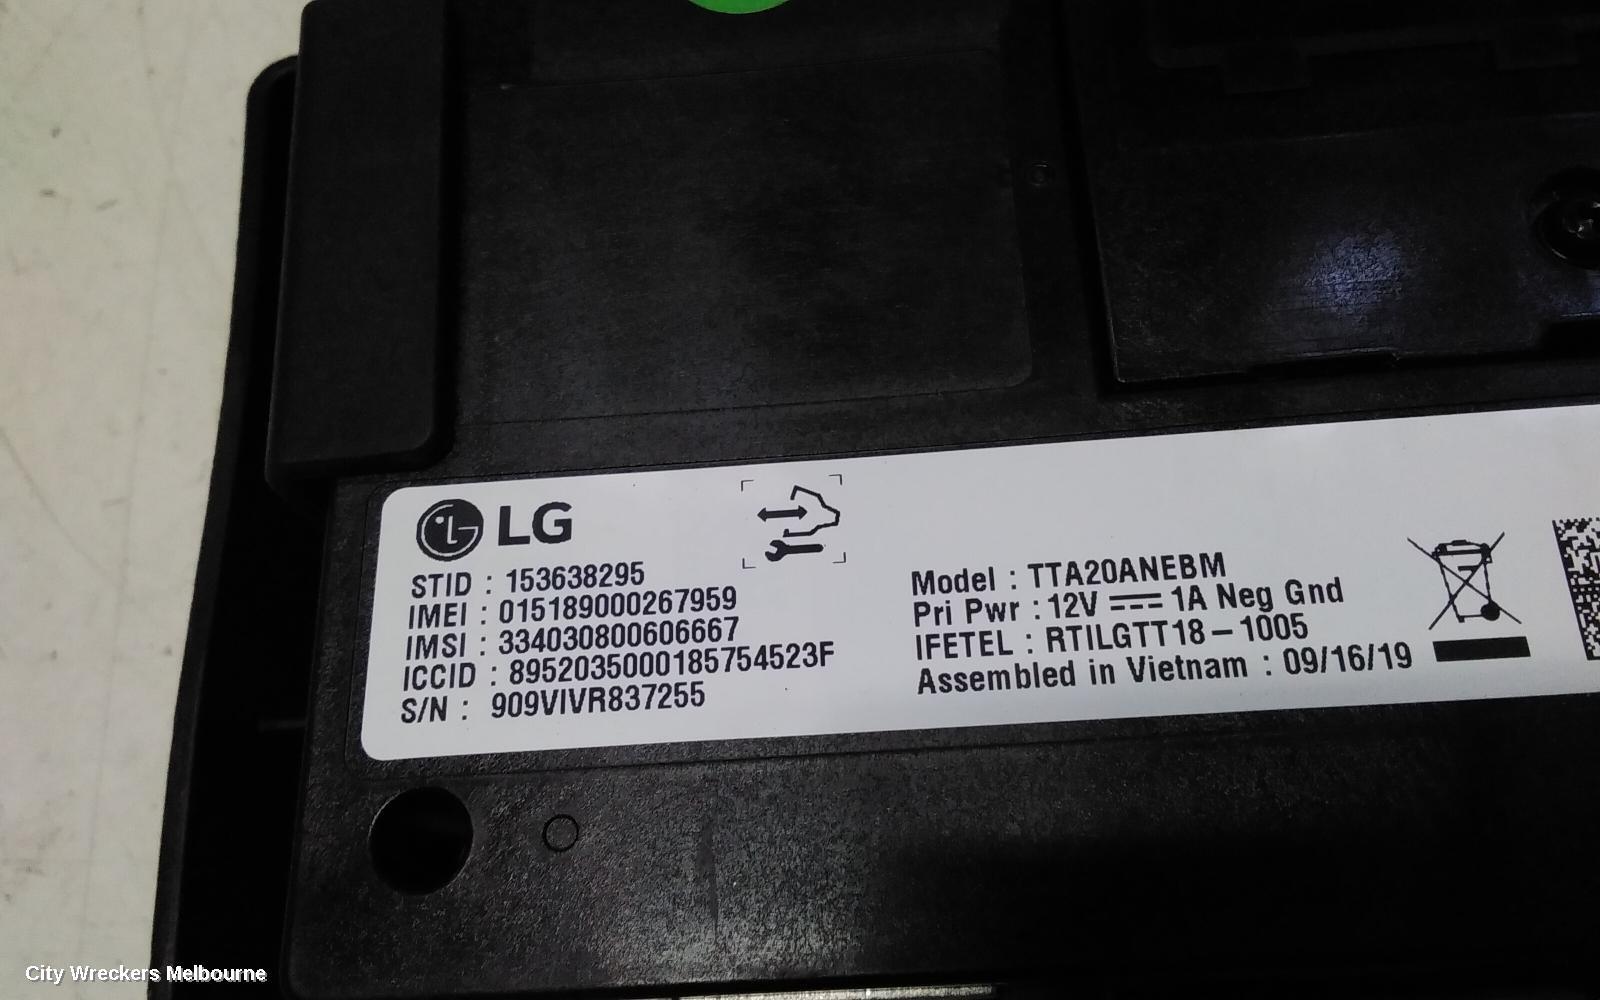 LG
STID : 153638295
IMEI : 015189000267959
IMSI : 334030800606667
ICCID : 8952035000185754523F
S/N : 909VIVR837255
Model : TTA20ANEBM
Pri Pwr : 12V 1A Neg Gnd
IFETEL : RTILGTT18-1005
Assembled in Vietnam : 09/16/19
City Wreckers Melbourne